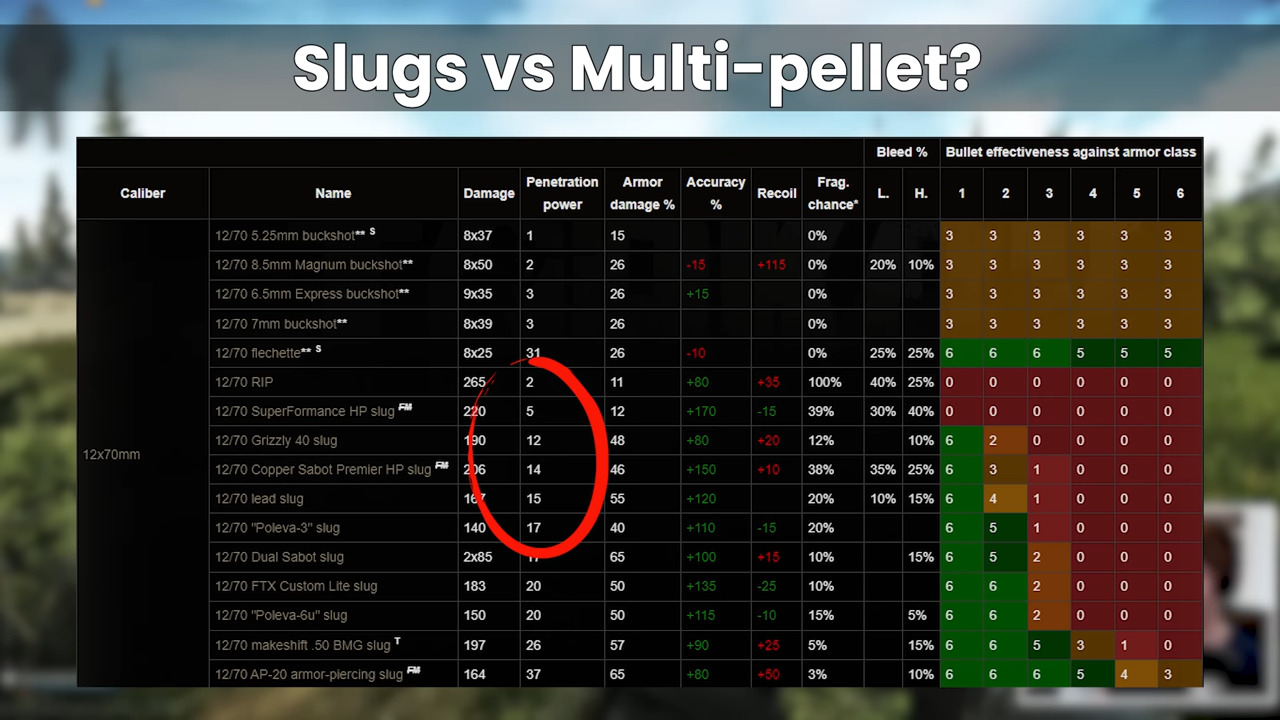 Slugs vs Multi-pellet?
Bleed % Bullet effectiveness against armor class
Caliber Name Damage Penetration power Armor damage % Accuracy % Recoil Frag. chance* L. H. 1 2 3 4 5 6
12x70mm
12/70 5.25mm buckshot** S 8x37 1 15 0% 3 3 3 3 3 3
12/70 8.5mm Magnum buckshot** 8x50 2 26 -15 +115 0% 20% 10% 3 3 3 3 3 3
12/70 6.5mm Express buckshot** 9x35 3 26 +15 0% 3 3 3 3 3 3
12/70 7mm buckshot** 8x39 3 26 0% 3 3 3 3 3 3
12/70 flechette** S 8x25 31 26 -10 0% 25% 25% 6 6 6 5 5 5
12/70 RIP 265 2 11 +80 +35 100% 40% 25% 0 0 0 0 0 0
12/70 SuperFormance HP slug FM 220 5 12 +170 -15 39% 30% 40% 0 0 0 0 0 0
12/70 Grizzly 40 slug 190 12 48 +80 +20 12% 10% 6 2 0 0 0 0
12/70 Copper Sabot Premier HP slug FM 206 14 46 +150 +10 38% 35% 25% 6 3 1 0 0 0
12/70 lead slug 167 15 55 +120 20% 10% 15% 6 4 1 0 0 0
12/70 "Poleva-3" slug 140 17 40 +110 -15 20% 6 5 1 0 0 0
12/70 Dual Sabot slug 2x85 17 65 +100 +15 10% 15% 6 5 2 0 0 0
12/70 FTX Custom Lite slug 183 20 50 +135 -25 10% 6 6 2 0 0 0
12/70 "Poleva-6u" slug 150 20 50 +115 -10 15% 5% 6 6 2 0 0 0
12/70 makeshift .50 BMG slug T 197 26 57 +90 +25 5% 15% 6 6 5 3 1 0
12/70 AP-20 armor-piercing slug FM 164 37 65 +80 +50 3% 10% 6 6 6 5 4 3